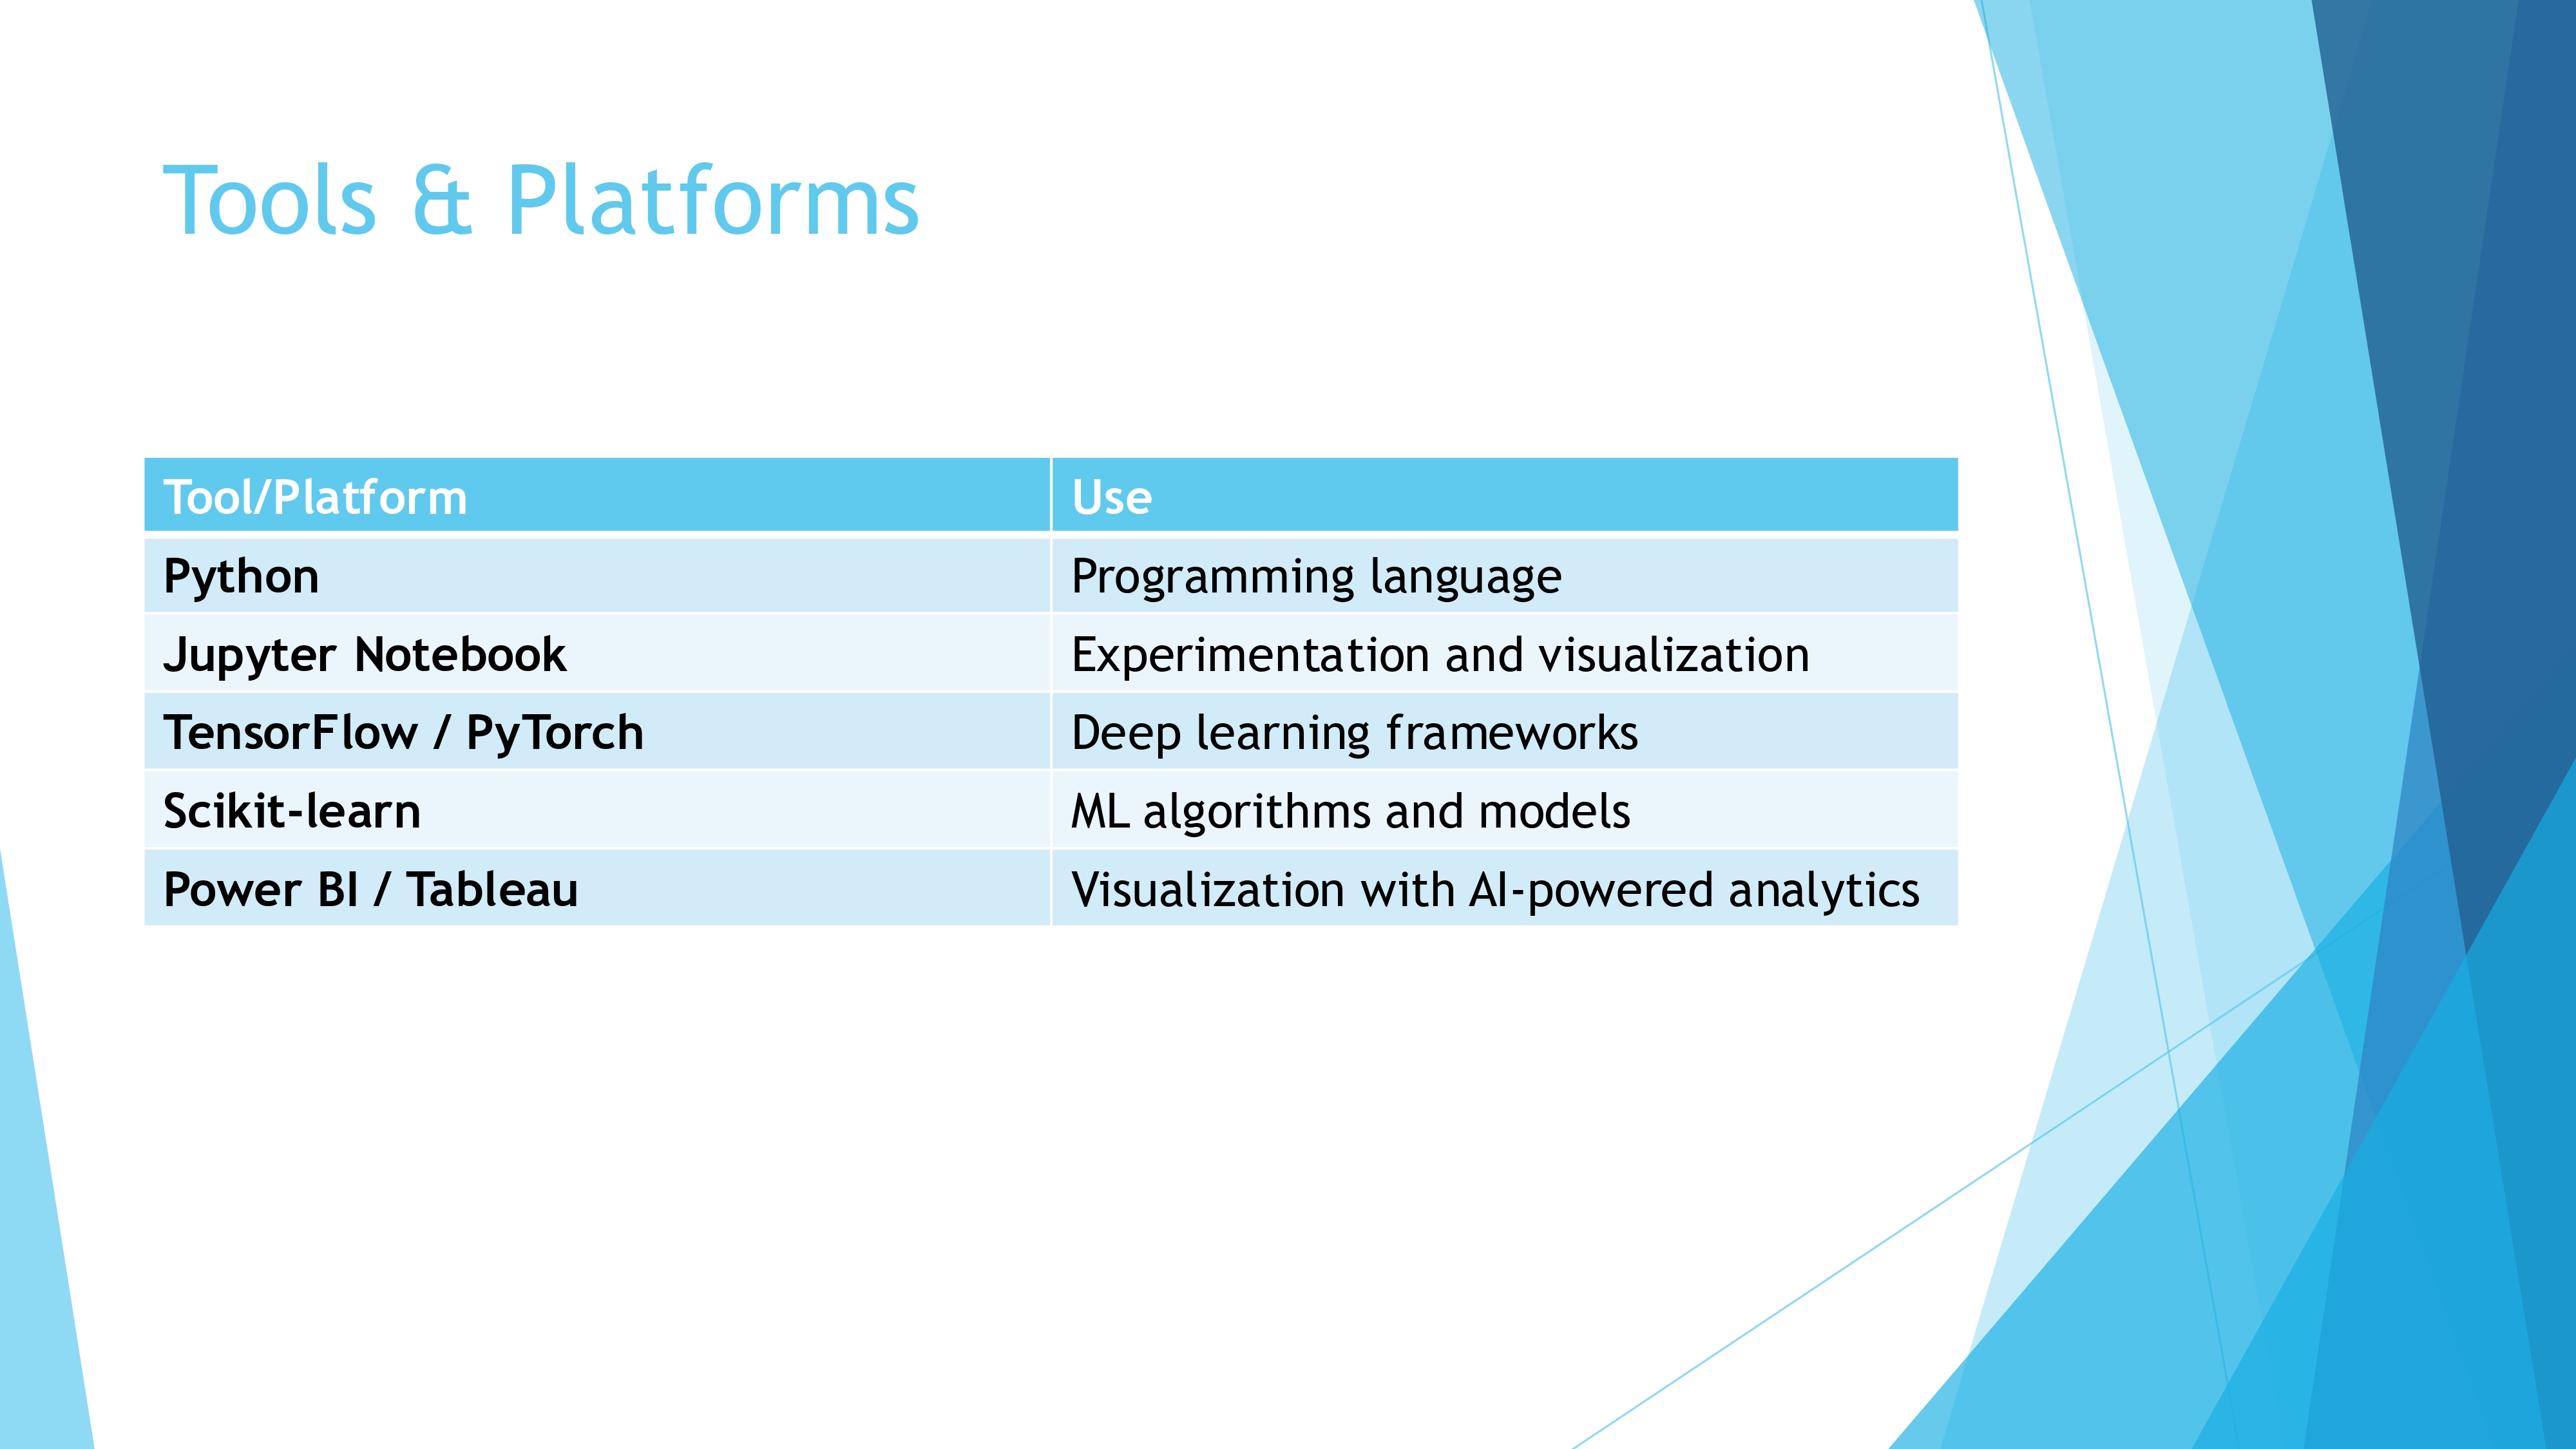 Tools & Platforms
Tool/Platform Use
Python Programming language
Jupyter Notebook Experimentation and visualization
TensorFlow / PyTorch Deep learning frameworks
Scikit-learn ML algorithms and models
Power BI / Tableau Visualization with AI-powered analytics